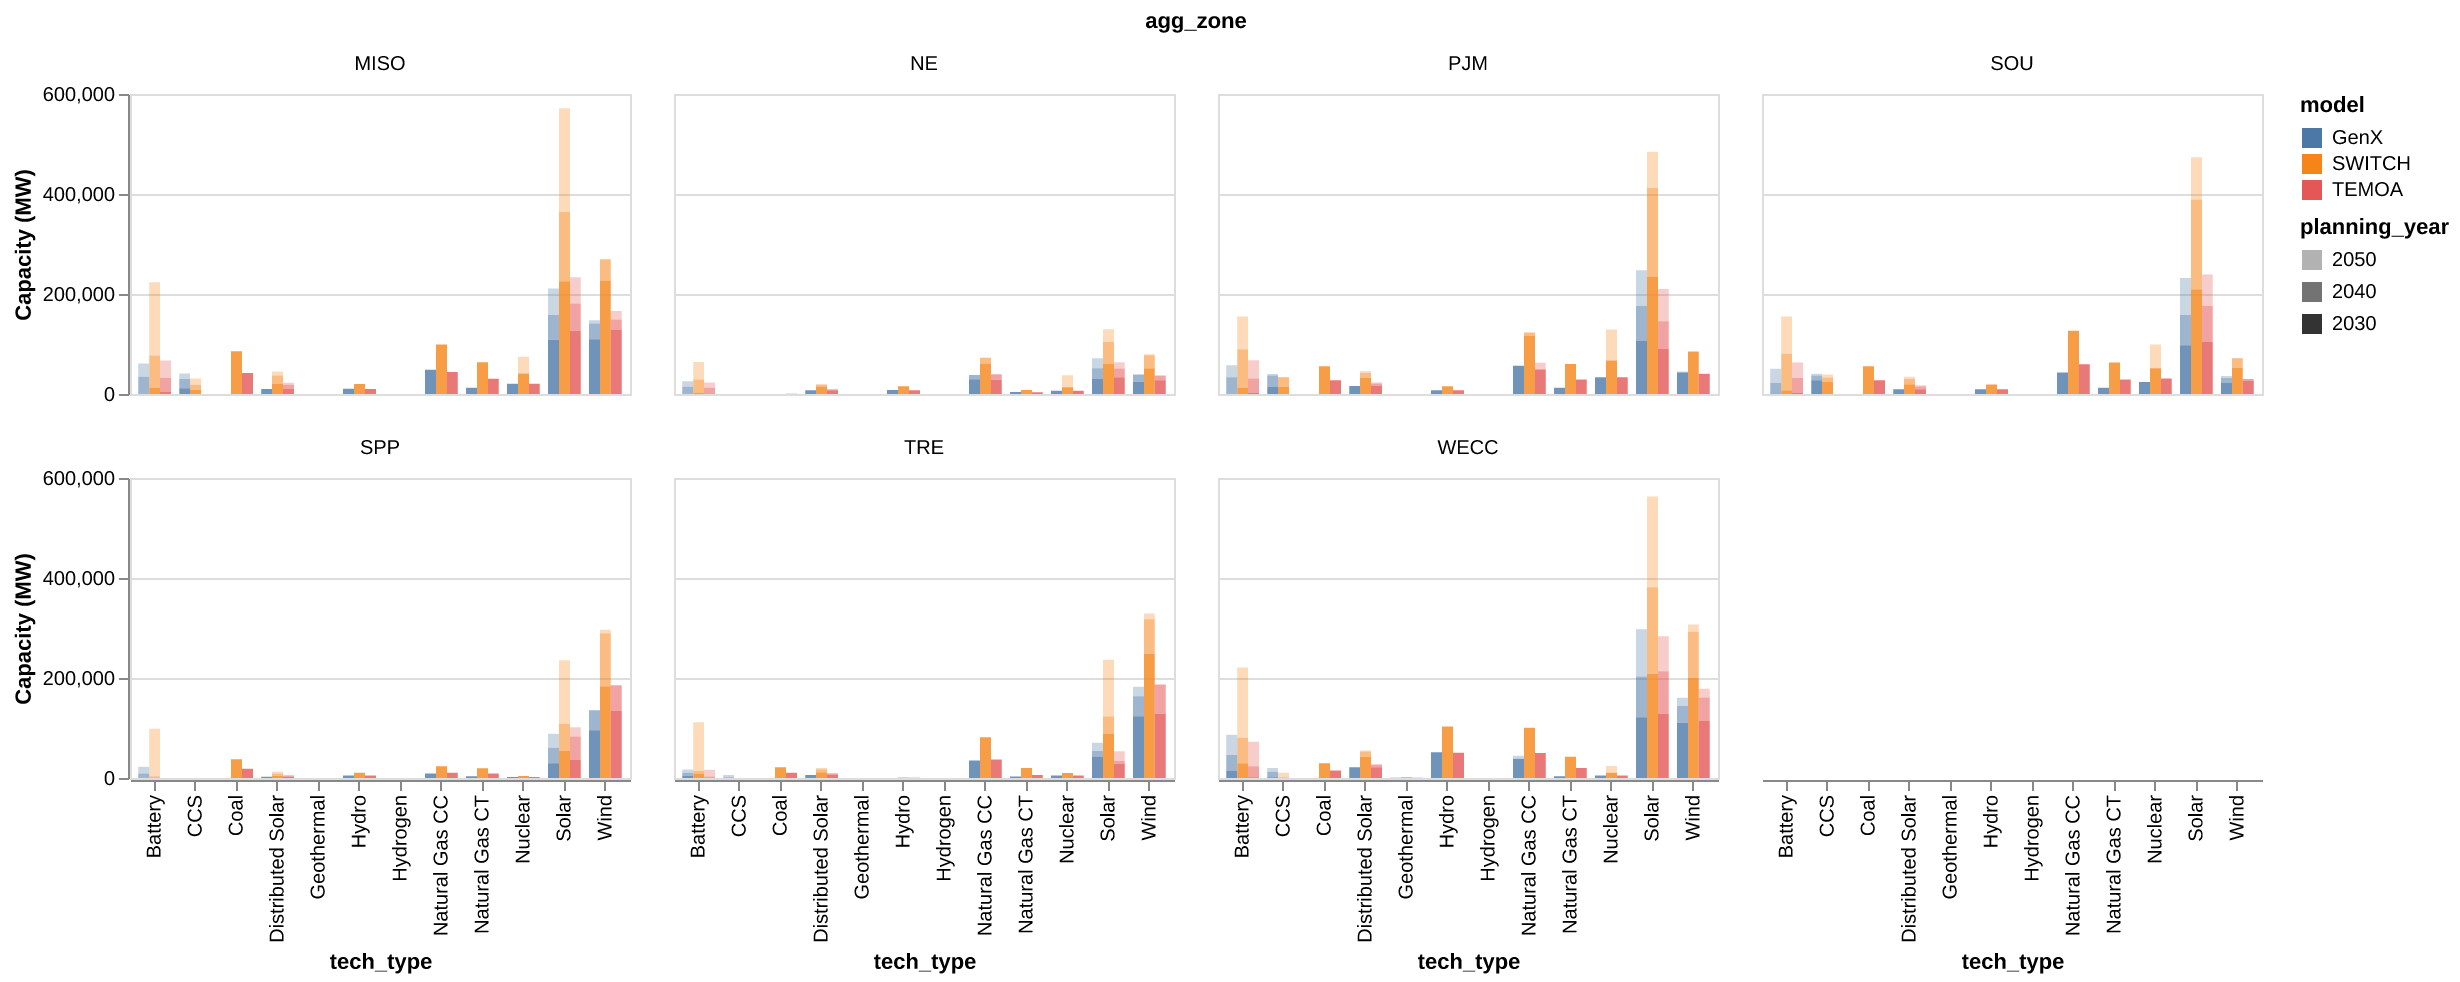 agg_zone
MISO
NE
PJM
SOU
Capacity (MW)
600,000
400,000
200,000
0
model
GenX
SWITCH
TEMOA
planning_year
2050
2040
2030
SPP
TRE
WECC
Capacity (MW)
600,000
400,000
200,000
0
Battery
CCS
Coal
Distributed Solar
Geothermal
Hydro
Hydrogen
Natural Gas CC
Natural Gas CT
Nuclear
Solar
Wind
Battery
CCS
Coal
Distributed Solar
Geothermal
Hydro
Hydrogen
Natural Gas CC
Natural Gas CT
Nuclear
Solar
Wind
Battery
CCS
Coal
Distributed Solar
Geothermal
Hydro
Hydrogen
Natural Gas CC
Natural Gas CT
Nuclear
Solar
Wind
Battery
CCS
Coal
Distributed Solar
Geothermal
Hydro
Hydrogen
Natural Gas CC
Natural Gas CT
Nuclear
Solar
Wind
tech_type
tech_type
tech_type
tech_type